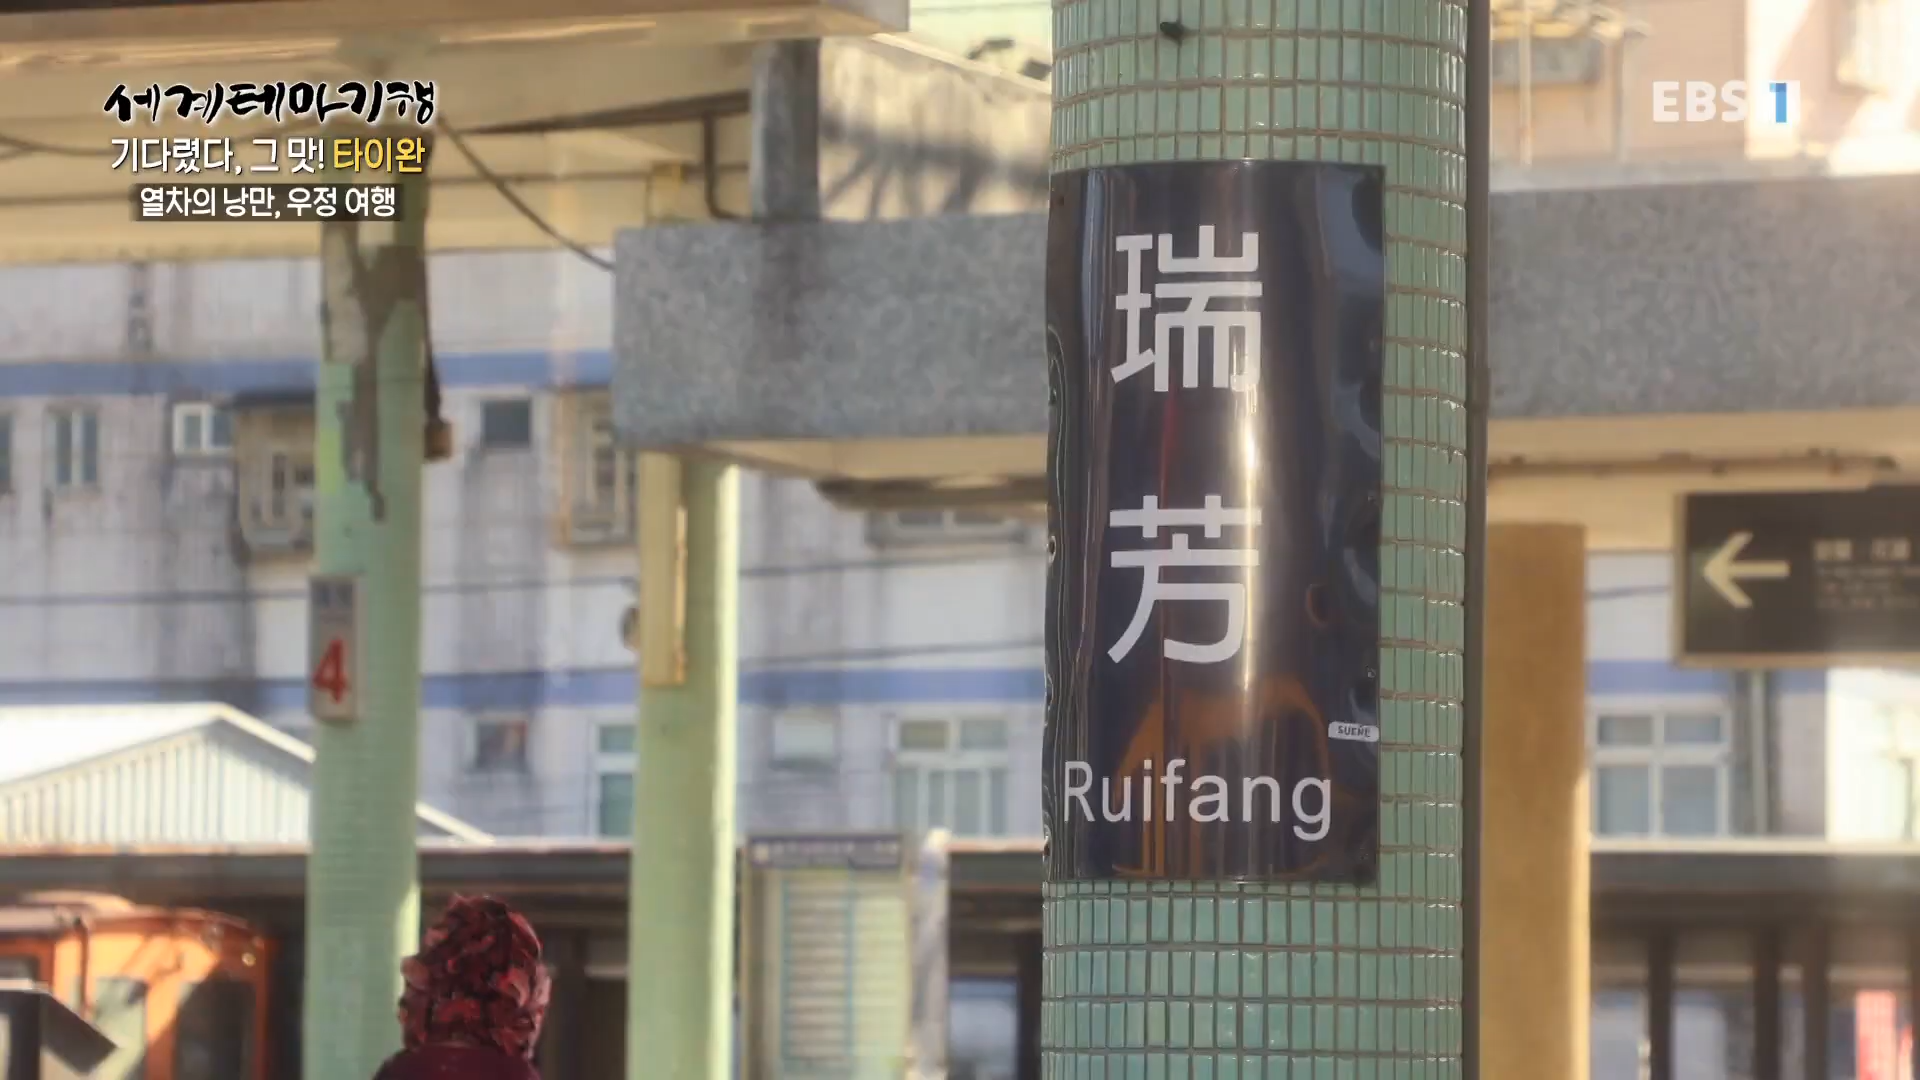 세계테마기행
기다렸다, 그 맛! 타이완
열차의 낭만, 우정 여행
EBS 1
瑞
芳
SUENE
Ruifang
4